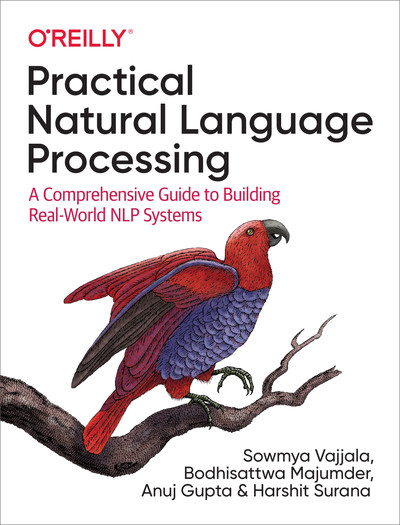 O'REILLY®
Practical
Natural Language
Processing
A Comprehensive Guide to Building
Real-World NLP Systems
Sowmya Vajjala,
Bodhisattwa Majumder,
Anuj Gupta & Harshit Surana